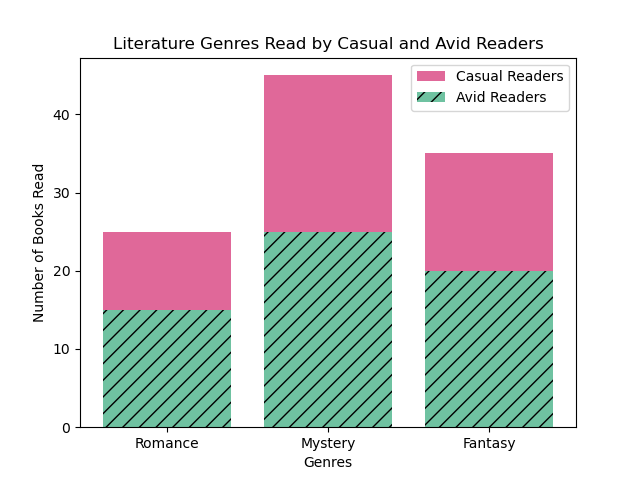 Literature Genres Read by Casual and Avid Readers
Casual Readers
Avid Readers
Number of Books Read
40
30
20
10
0
Romance
Mystery
Fantasy
Genres